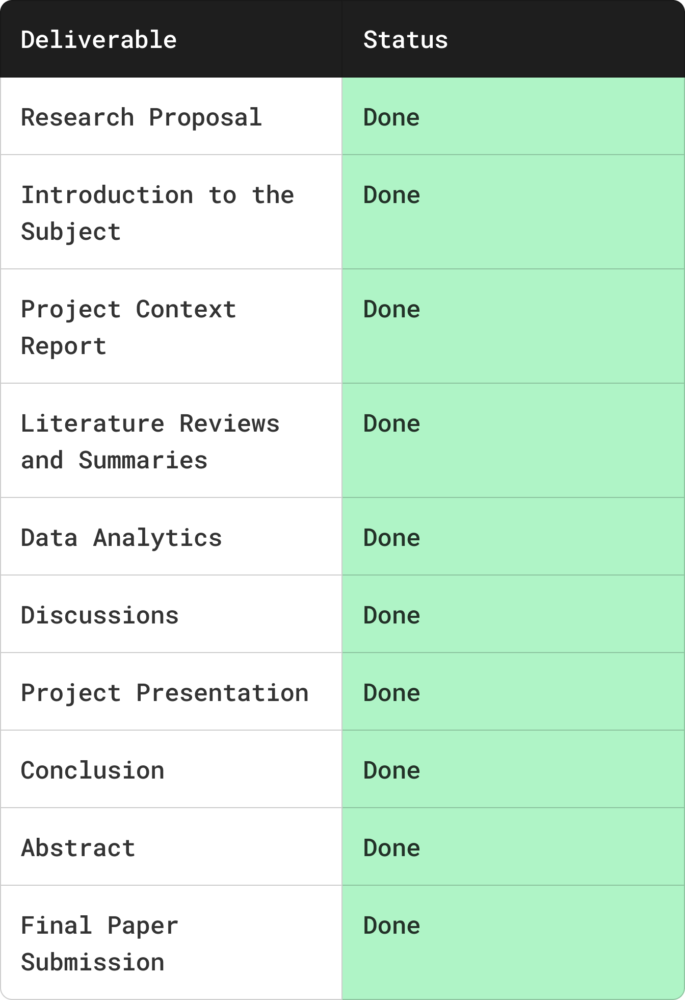 Deliverable Status
Research Proposal Done
Introduction to the Done
Subject
Project Context Done
Report
Literature Reviews Done
and Summaries
Data Analytics Done
Discussions Done
Project Presentation Done
Conclusion Done
Abstract Done
Final Paper Done
Submission